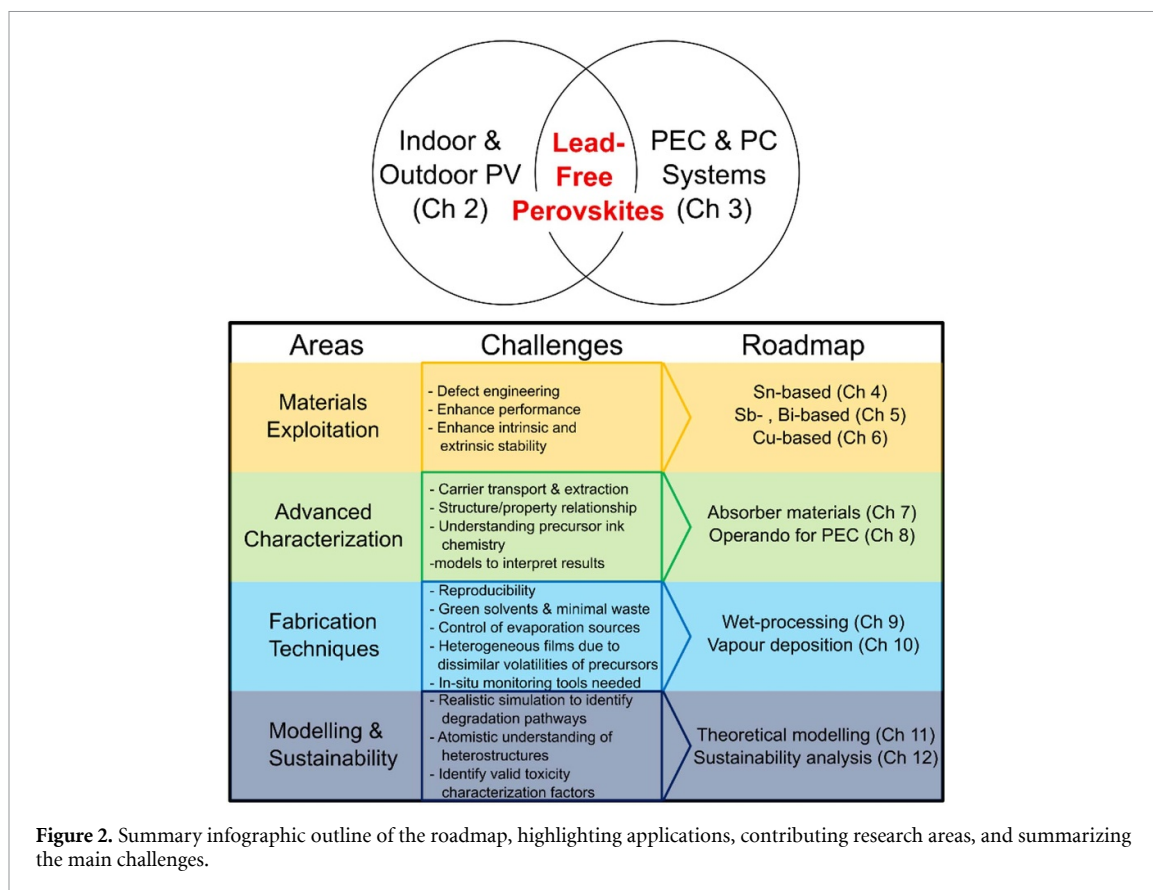 Indoor &
Outdoor PV
(Ch 2)
Lead-
Free
Perovskites
PEC & PC
Systems
(Ch 3)
Areas
Challenges
Roadmap
Materials
Exploitation
- Defect engineering
- Enhance performance
- Enhance intrinsic and
extrinsic stability
Sn-based (Ch 4)
Sb- , Bi-based (Ch 5)
Cu-based (Ch 6)
Advanced
Characterization
- Carrier transport & extraction
- Structure/property relationship
- Understanding precursor ink
chemistry
-models to interpret results
Absorber materials (Ch 7)
Operando for PEC (Ch 8)
Fabrication
Techniques
- Reproducibility
- Green solvents & minimal waste
- Control of evaporation sources
- Heterogeneous films due to
dissimilar volatilities of precursors
- In-situ monitoring tools needed
Wet-processing (Ch 9)
Vapour deposition (Ch 10)
Modelling &
Sustainability
- Realistic simulation to identify
degradation pathways
- Atomistic understanding of
heterostructures
- Identify valid toxicity
characterization factors
Theoretical modelling (Ch 11)
Sustainability analysis (Ch 12)
Figure 2. Summary infographic outline of the roadmap, highlighting applications, contributing research areas, and summarizing
the main challenges.